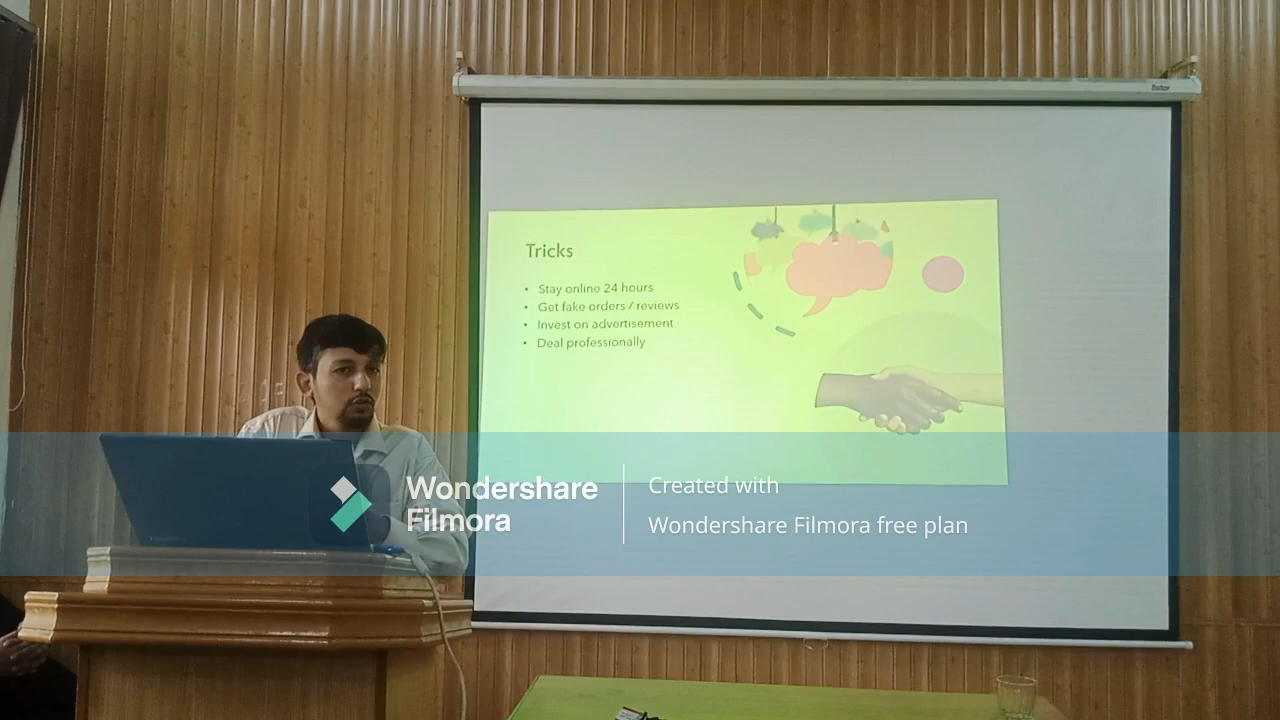 Tricks
• Stay online 24 hours
• Get fake orders / reviews
• Invest on advertisement
• Deal professionally
Wondershare
Filmora
Created with
Wondershare Filmora free plan